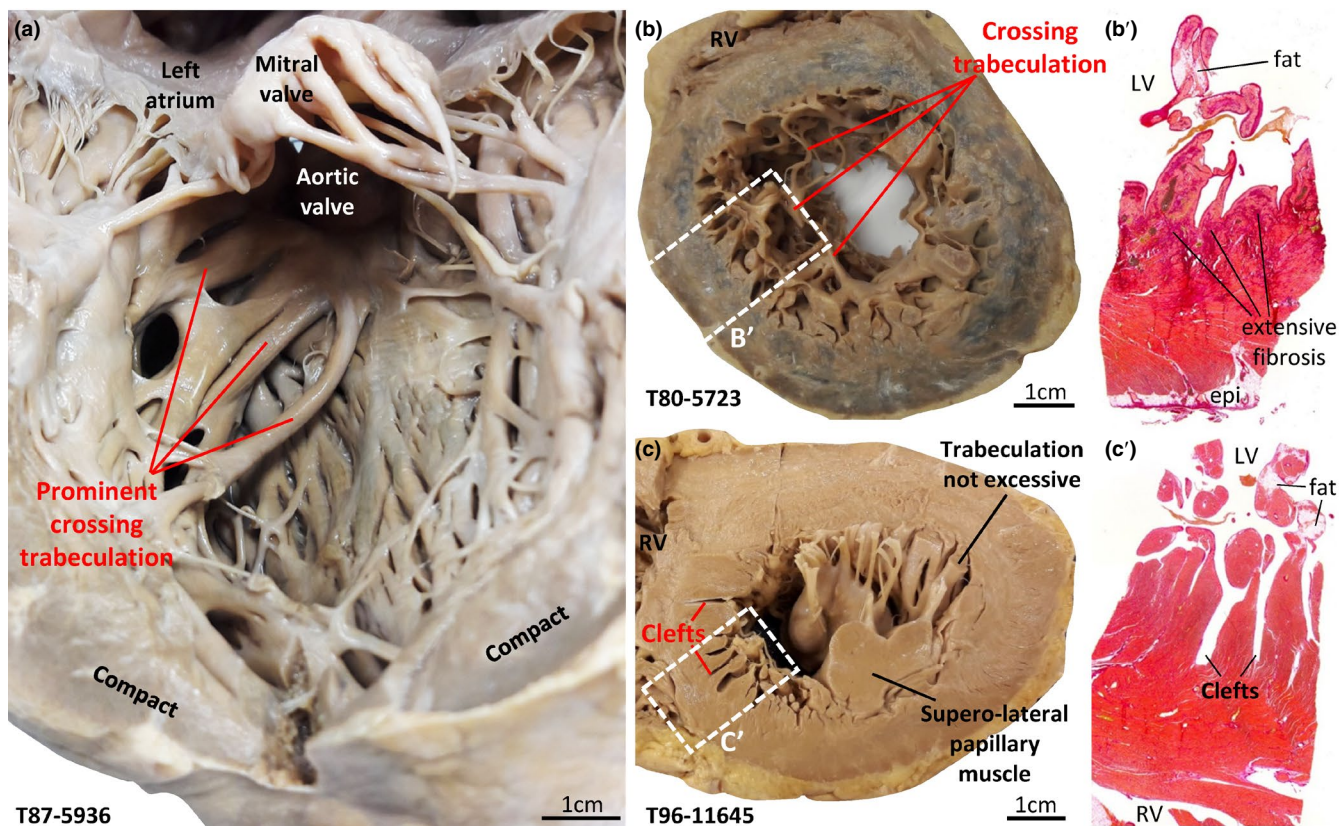 (a)
Left
atrium
Mitral
valve
Aortic
valve
Prominent
crossing
trabeculation
Compact
Compact
T87-5936
1cm
(b)
RV
Crossing
trabeculation
B'
T80-5723
1cm
(b')
LV
fat
extensive
fibrosis
epi
(c)
RV
Trabeculation
not excessive
Clefts
C'
Supero-lateral
papillary
muscle
T96-11645
1cm
(c')
LV
fat
Clefts
RV